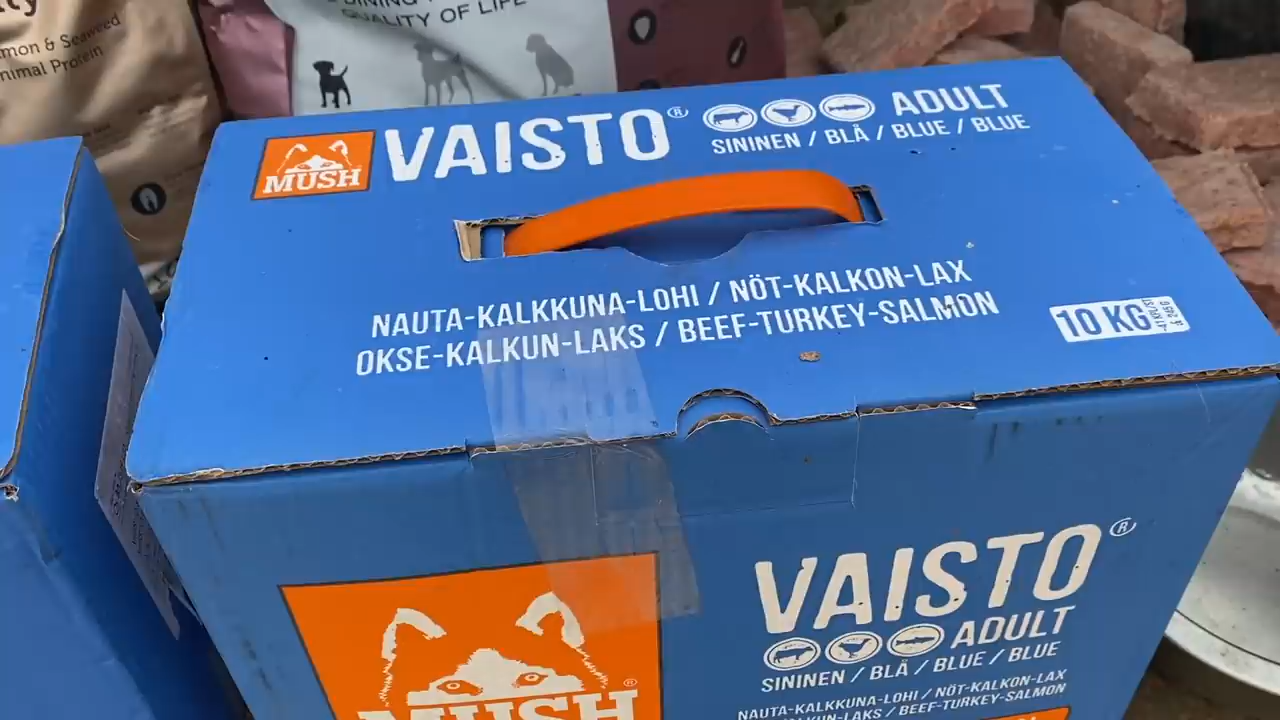 QUALITY OF LIFE
mon & Seaweed
nimal Protein
MUSH
VAISTO®
ADULT
SININEN / BLÅ / BLUE / BLUE
NAUTA-KALKKUNA-LOHI / NÖT-KALKON-LAX
OKSE-KALKUN-LAKS / BEEF-TURKEY-SALMON
10 KG
VAISTO®
ADULT
SININEN / BLÅ / BLUE / BLUE
NAUTA-KALKKUNA-LOHI / NÖT-KALKON-LAX
KUN-LAKS / BEEF-TURKEY-SALMON
MUSH®